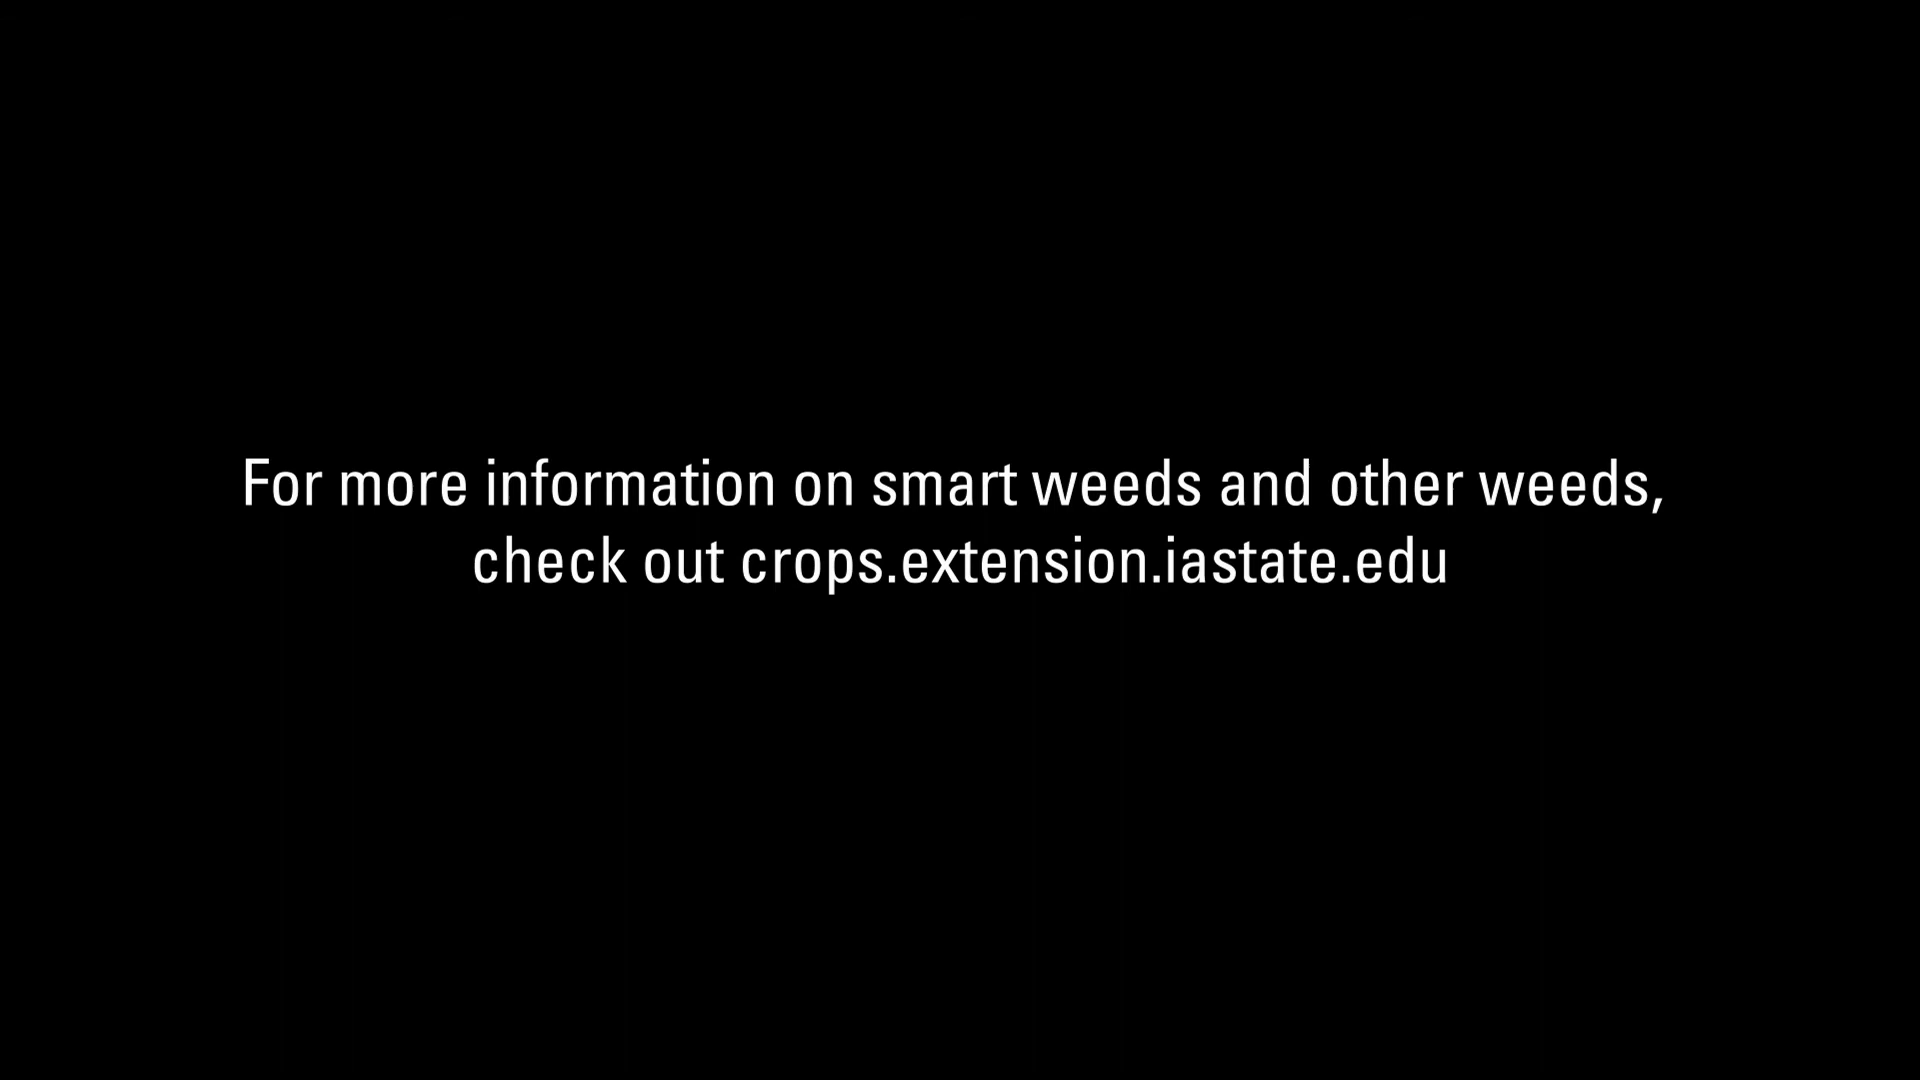 For more information on smart weeds and other weeds,
check out crops.extension.iastate.edu